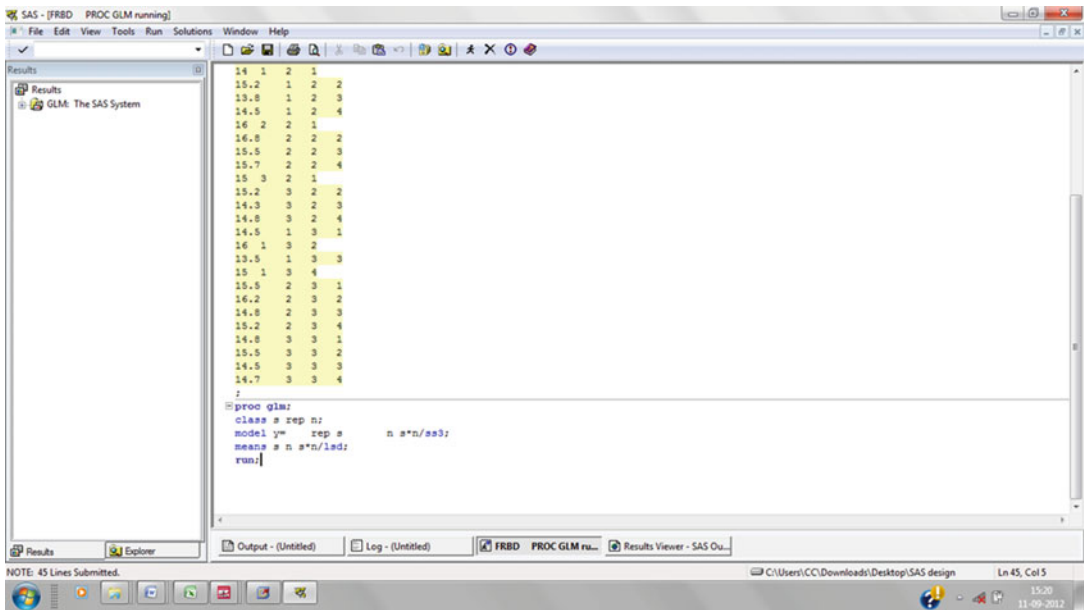 SAS - [FRBD PROC GLM running]
File Edit View Tools Run Solutions Window Help
Results
Results
GLM: The SAS System
14 1 2 1
15.2 1 2 2
13.8 1 2 3
14.5 1 2 4
16 2 2 1
16.8 2 2 2
15.5 2 2 3
15.7 2 2 4
15 3 2 1
15.2 3 2 2
14.3 3 2 3
14.8 3 2 4
14.5 1 3 1
16 1 3 2
13.5 1 3 3
15 1 3 4
15.5 2 3 1
16.2 2 3 2
14.8 2 3 3
15.2 2 3 4
14.8 3 3 1
15.5 3 3 2
14.5 3 3 3
14.7 3 3 4
;
proc glm;
class s rep n;
model y= rep s n s*n/ss3;
means s n s*n/lsd;
run;
Results
Explorer
Output - (Untitled)
Log - (Untitled)
FRBD PROC GLM ru...
Results Viewer - SAS Ou...
NOTE: 45 Lines Submitted.
C:\Users\CC\Downloads\Desktop\SAS design
Ln 45, Col 5
15:20
11-09-2012